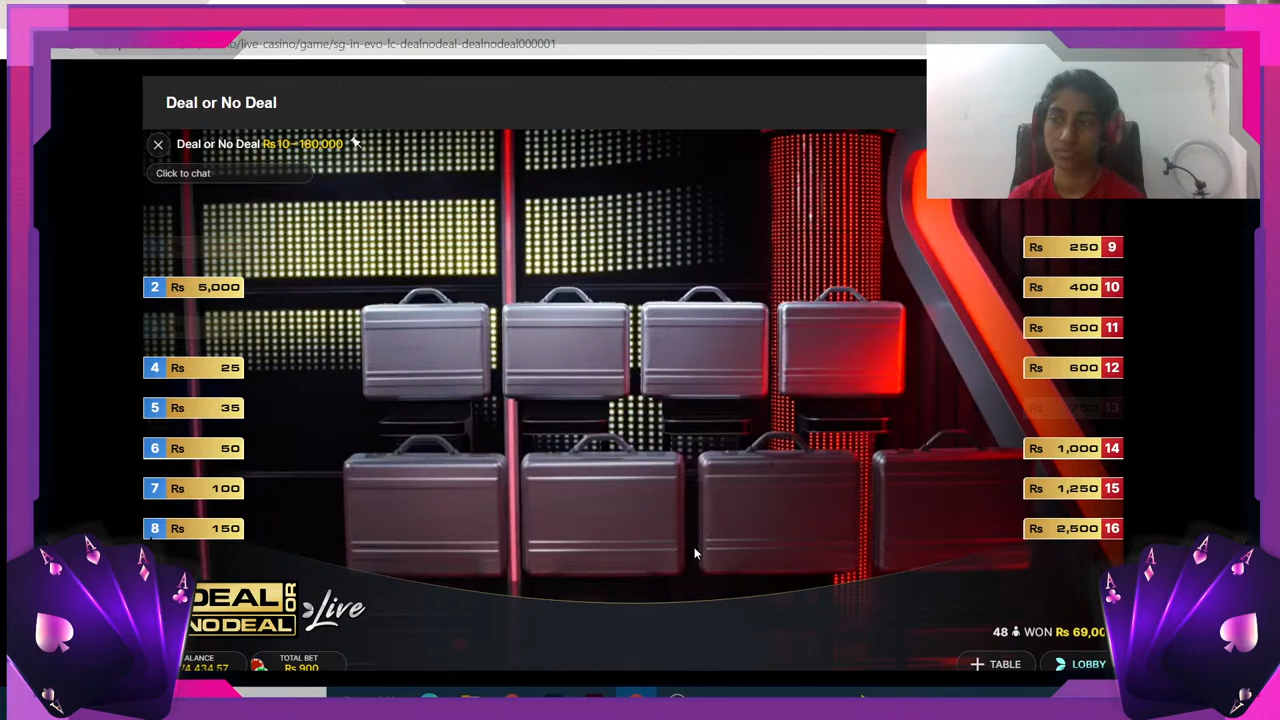 /live-casino/game/sg-in-evo-lc-dealnodeal-dealnodeal000001
Deal or No Deal
Deal or No Deal Rs10 - 180,000
Click to chat
9 Rs 250
2 Rs 5,000
Rs 400 10
Rs 500 11
4 Rs 25
Rs 600 12
5 Rs 35
Rs 750 13
6 Rs 50
Rs 1,000 14
7 Rs 100
Rs 1,250 15
8 Rs 150
Rs 2,500 16
DEAL OR
NO DEAL Live
48 WON Rs 69,00
ALANCE
TOTAL BET
Rs 900
TABLE
LOBBY
A A A A
A A A A